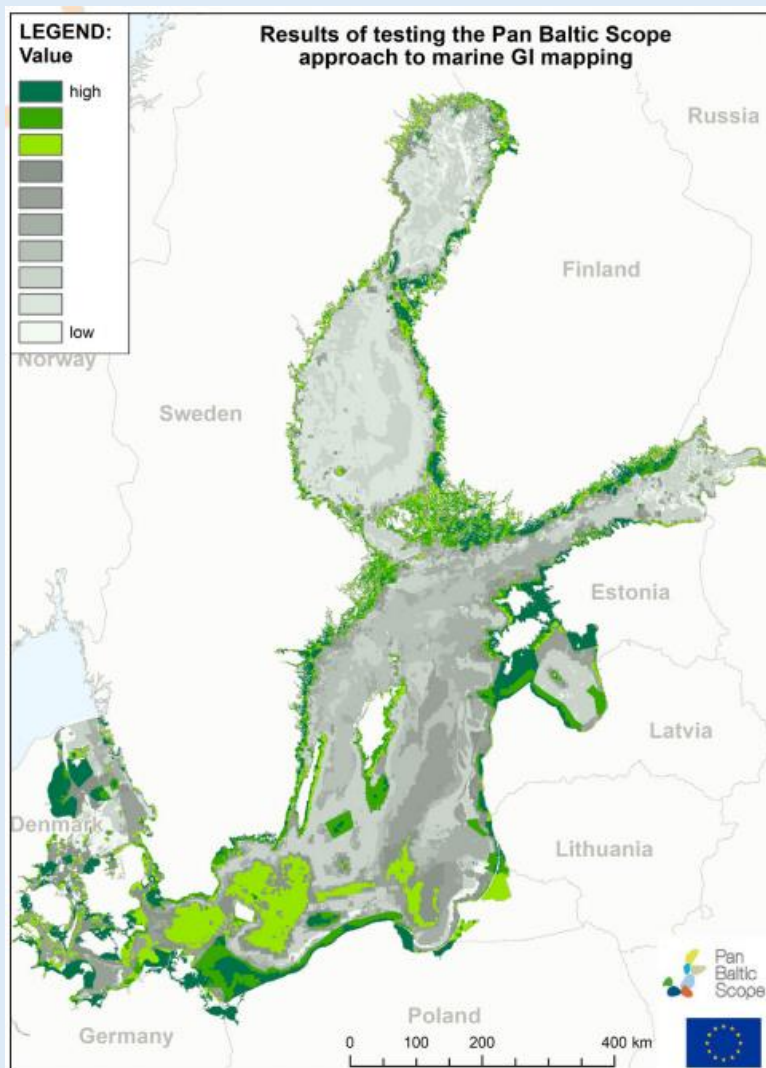 LEGEND:
Value
high
low
Results of testing the Pan Baltic Scope
approach to marine GI mapping
Russia
Finland
Norway
Sweden
Estonia
Latvia
Denmark
Lithuania
Poland
Germany
0 200 400 km
Pan
Baltic
Scope